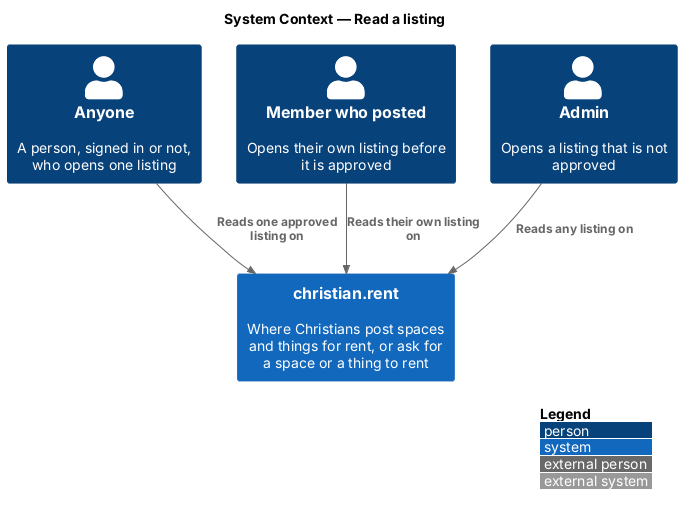 System Context — Read a listing
Anyone
A person, signed in or not,
who opens one listing
Member who posted
Opens their own listing before
it is approved
Admin
Opens a listing that is not
approved
Reads one approved
listing on
Reads their own listing
on
Reads any listing on
christian.rent
Where Christians post spaces
and things for rent, or ask for
a space or a thing to rent
Legend
person
system
external person
external system